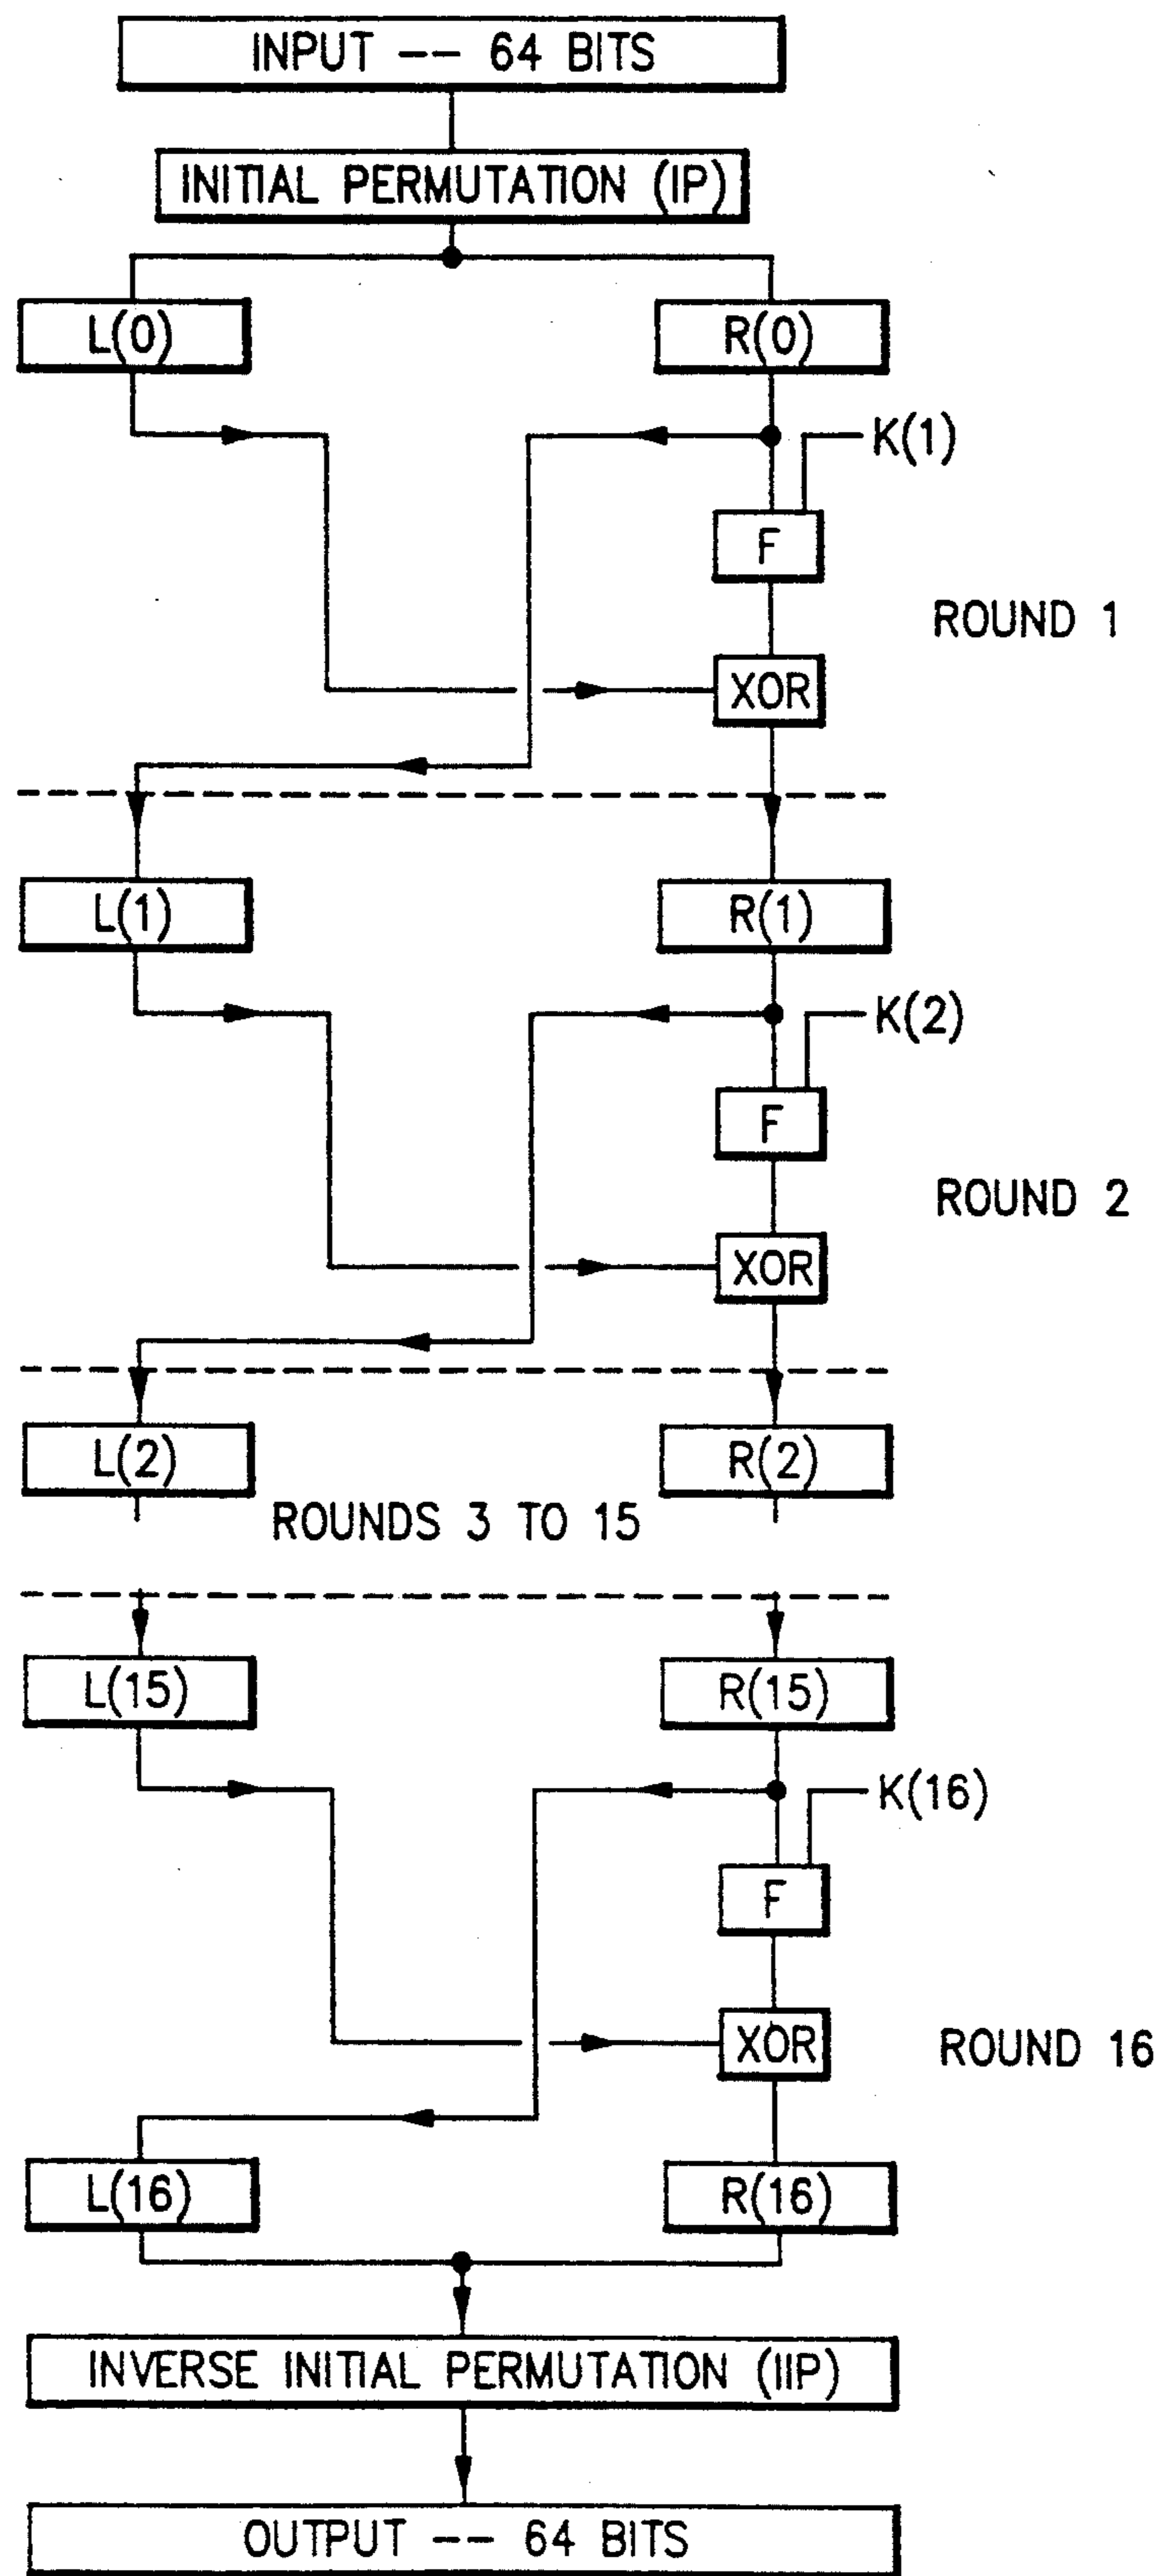 INPUT -- 64 BITS
INITIAL PERMUTATION (IP)
L(0)
R(0)
K(1)
F
ROUND 1
XOR
L(1)
R(1)
K(2)
F
ROUND 2
XOR
L(2)
R(2)
ROUNDS 3 TO 15
L(15)
R(15)
K(16)
F
XOR
ROUND 16
L(16)
R(16)
INVERSE INITIAL PERMUTATION (IIP)
OUTPUT -- 64 BITS